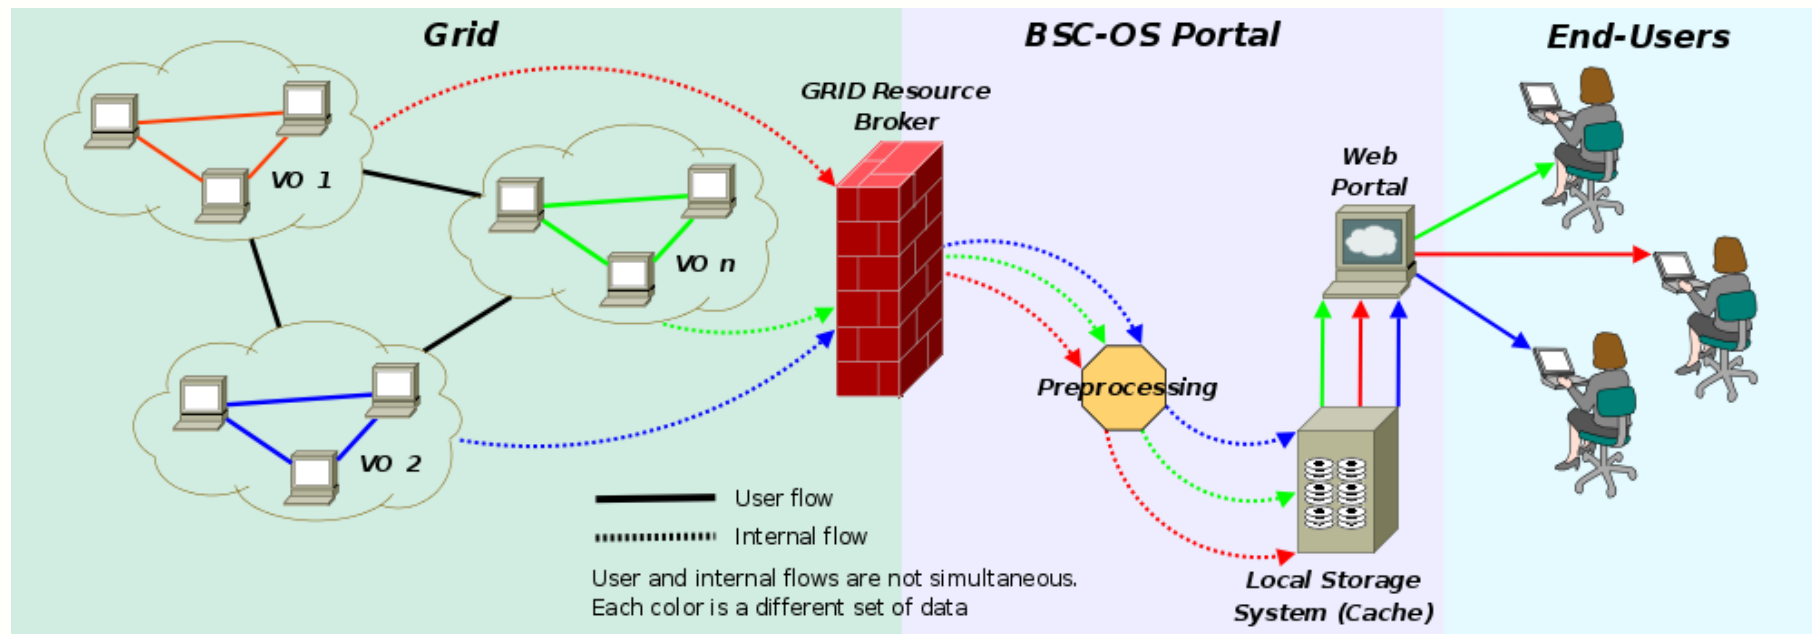 Grid
BSC-OS Portal
End-Users
GRID Resource
Broker
Web
Portal
VO 1
VO n
Preprocessing
VO 2
User flow
Internal flow
User and internal flows are not simultaneous.
Each color is a different set of data
Local Storage
System (Cache)